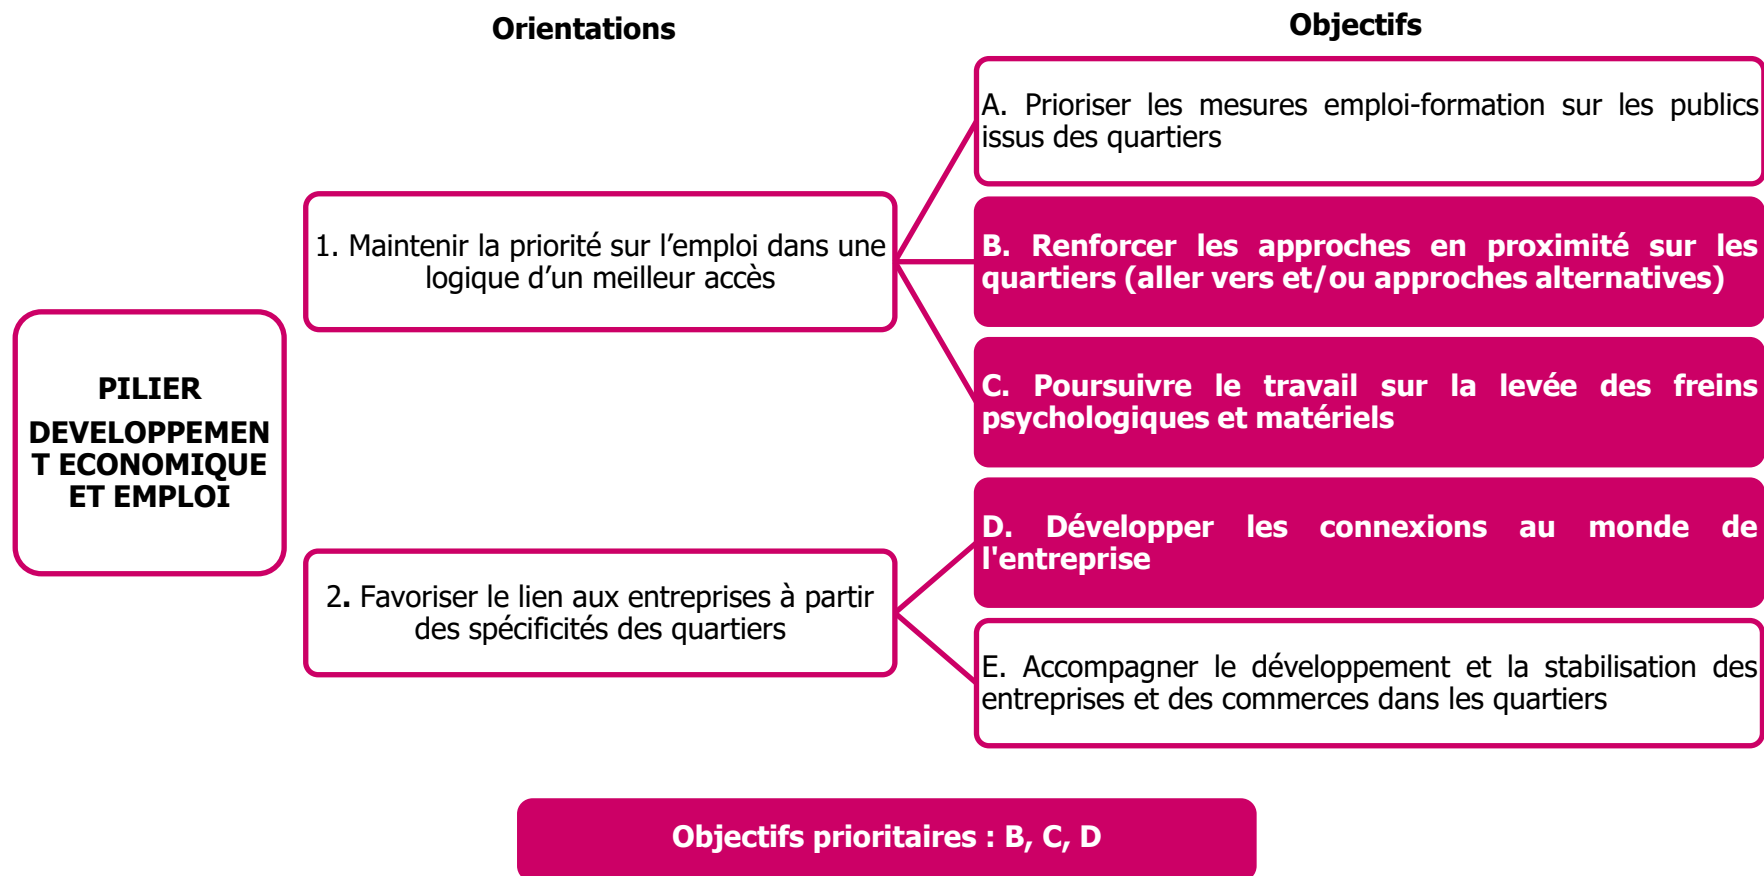 Orientations
Objectifs
PILIER
DEVELOPPEMEN
T ECONOMIQUE
ET EMPLOI
1. Maintenir la priorité sur l’emploi dans une
logique d’un meilleur accès
A. Prioriser les mesures emploi-formation sur les publics
issus des quartiers
B. Renforcer les approches en proximité sur les
quartiers (aller vers et/ou approches alternatives)
C. Poursuivre le travail sur la levée des freins
psychologiques et matériels
2. Favoriser le lien aux entreprises à partir
des spécificités des quartiers
D. Développer les connexions au monde de
l'entreprise
E. Accompagner le développement et la stabilisation des
entreprises et des commerces dans les quartiers
Objectifs prioritaires : B, C, D